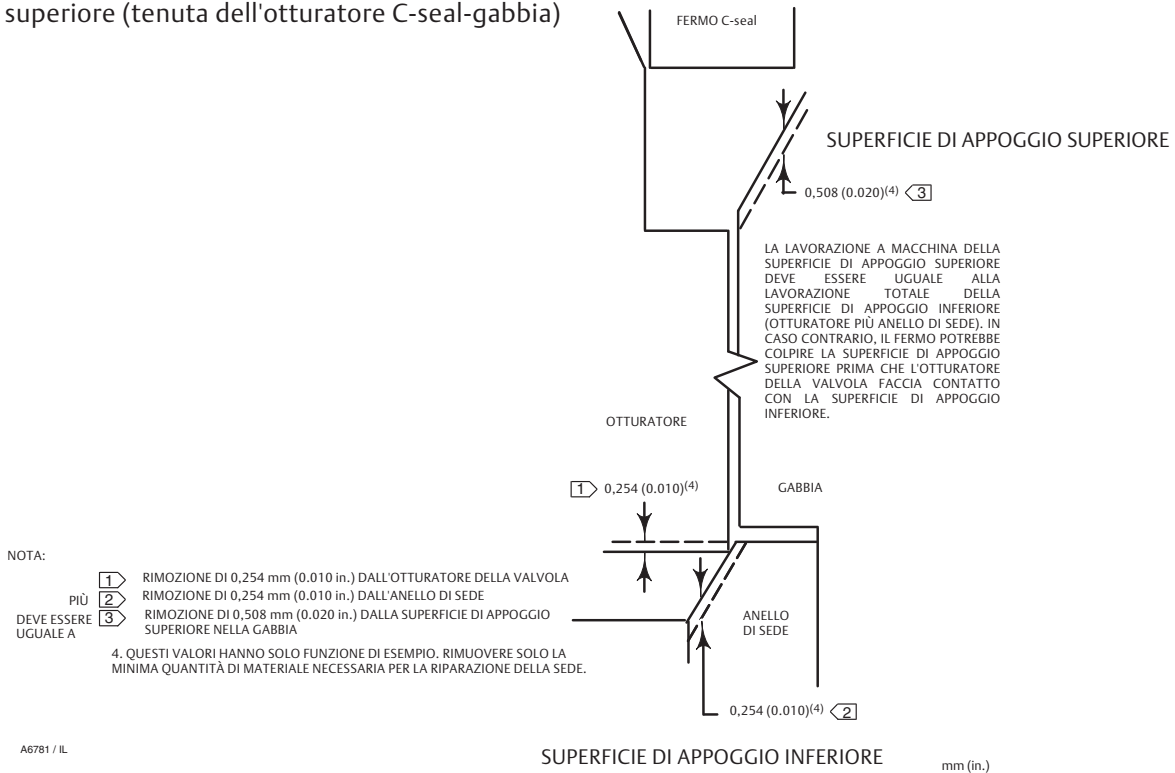 superiore (tenuta dell'otturatore C-seal-gabbia)
FERMO C-seal
SUPERFICIE DI APPOGGIO SUPERIORE
0,508 (0.020)(4) 3
LA LAVORAZIONE A MACCHINA DELLA
SUPERFICIE DI APPOGGIO SUPERIORE
DEVE ESSERE UGUALE ALLA
LAVORAZIONE TOTALE DELLA
SUPERFICIE DI APPOGGIO INFERIORE
(OTTURATORE PIÙ ANELLO DI SEDE). IN
CASO CONTRARIO, IL FERMO POTREBBE
COLPIRE LA SUPERFICIE DI APPOGGIO
SUPERIORE PRIMA CHE L'OTTURATORE
DELLA VALVOLA FACCIA CONTATTO
CON LA SUPERFICIE DI APPOGGIO
INFERIORE.
OTTURATORE
1 0,254 (0.010)(4)
GABBIA
NOTA:
1 RIMOZIONE DI 0,254 mm (0.010 in.) DALL'OTTURATORE DELLA VALVOLA
PIÙ 2 RIMOZIONE DI 0,254 mm (0.010 in.) DALL'ANELLO DI SEDE
DEVE ESSERE
UGUALE A
3 RIMOZIONE DI 0,508 mm (0.020 in.) DALLA SUPERFICIE DI APPOGGIO
SUPERIORE NELLA GABBIA
4. QUESTI VALORI HANNO SOLO FUNZIONE DI ESEMPIO. RIMUOVERE SOLO LA
MINIMA QUANTITÀ DI MATERIALE NECESSARIA PER LA RIPARAZIONE DELLA SEDE.
ANELLO
DI SEDE
0,254 (0.010)(4) 2
A6781 / IL
SUPERFICIE DI APPOGGIO INFERIORE
mm (in.)